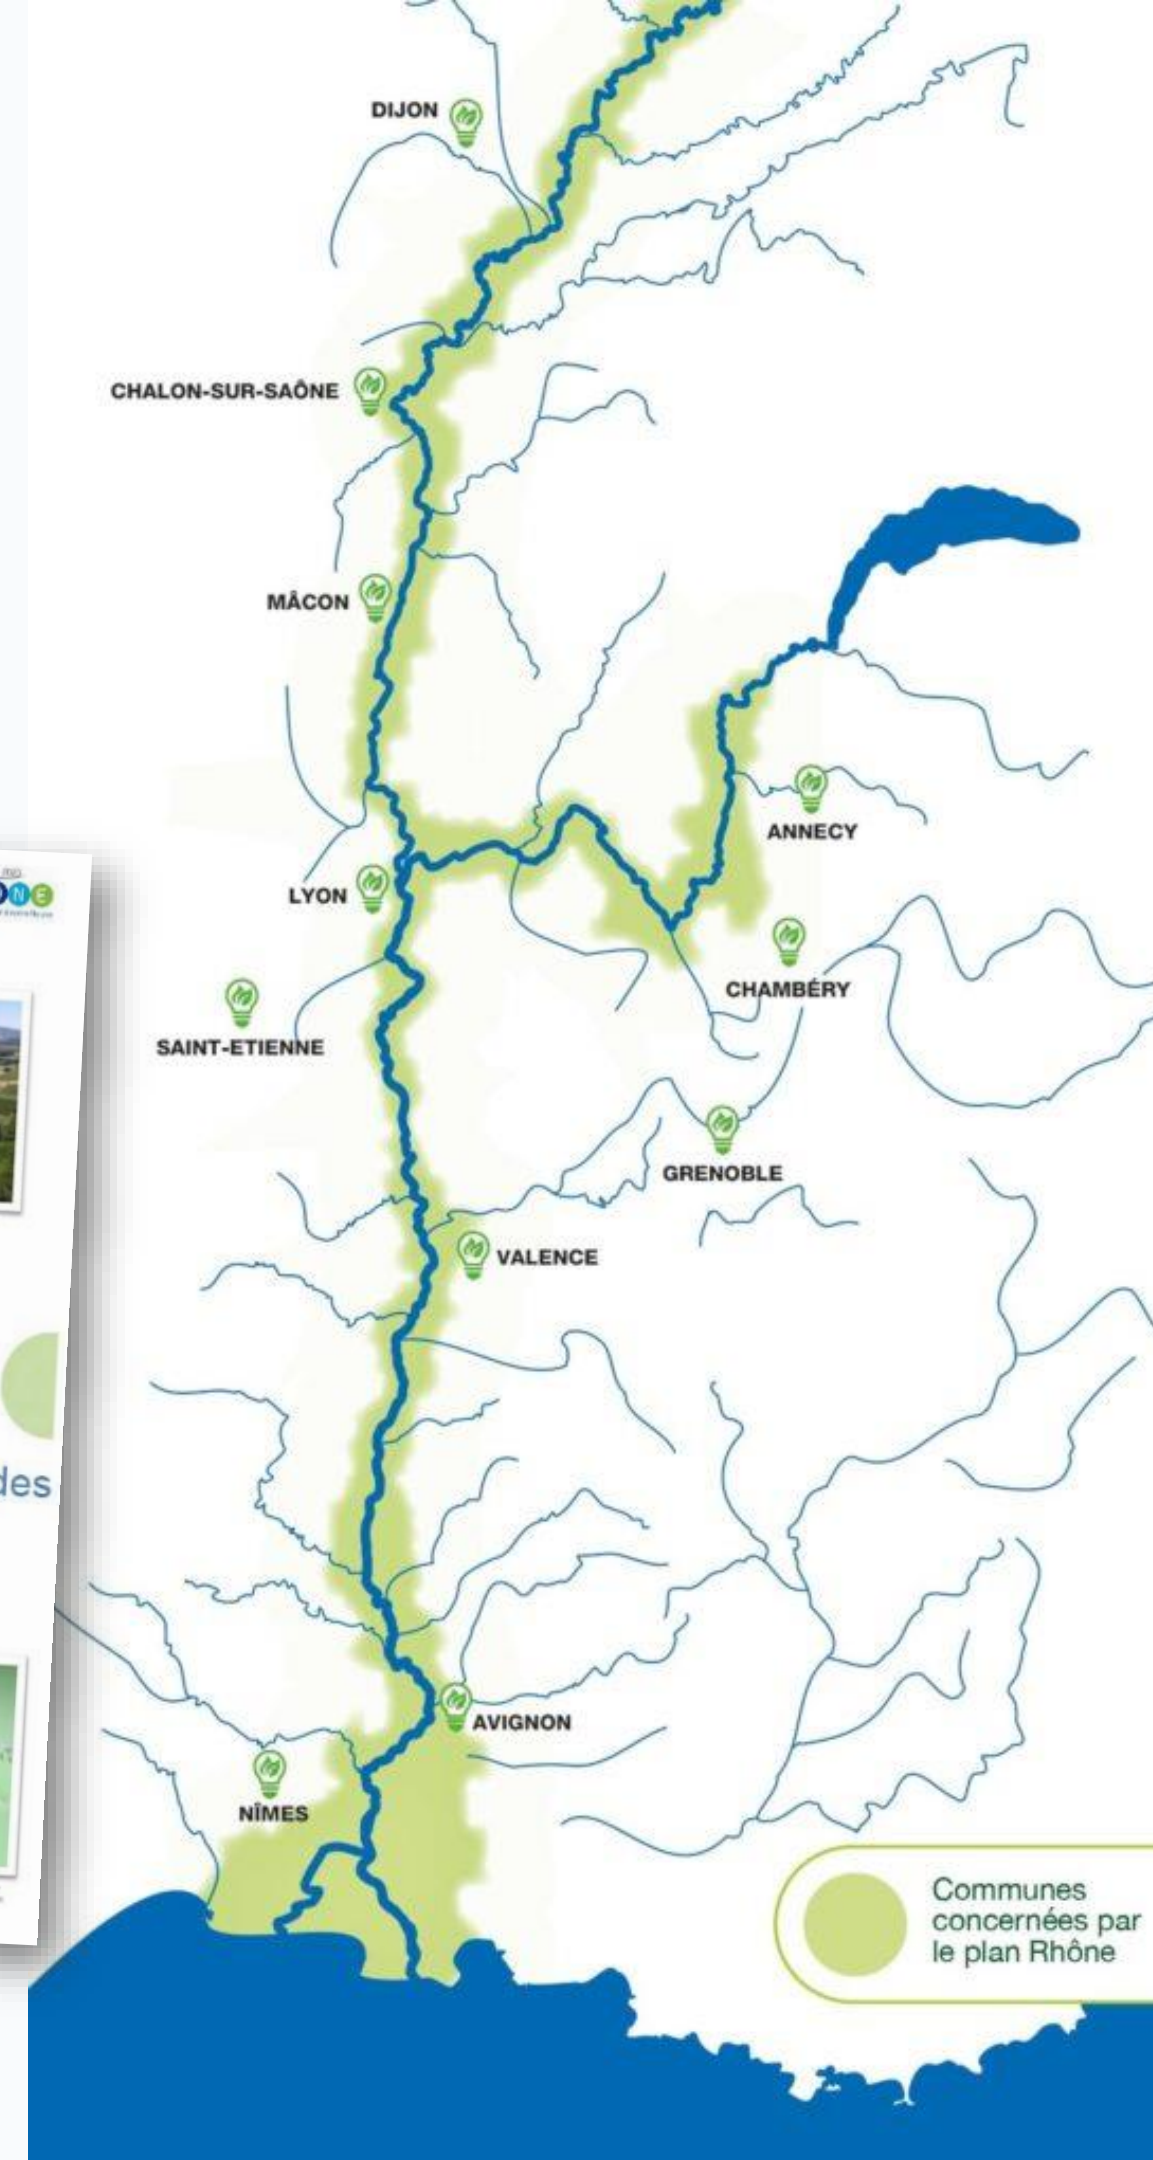 DIJON
CHALON-SUR-SAÔNE
MÂCON
ANNECY
LYON
CHAMBÉRY
SAINT-ETIENNE
GRENOBLE
VALENCE
des
AVIGNON
NÎMES
Communes
concernées par
le plan Rhône